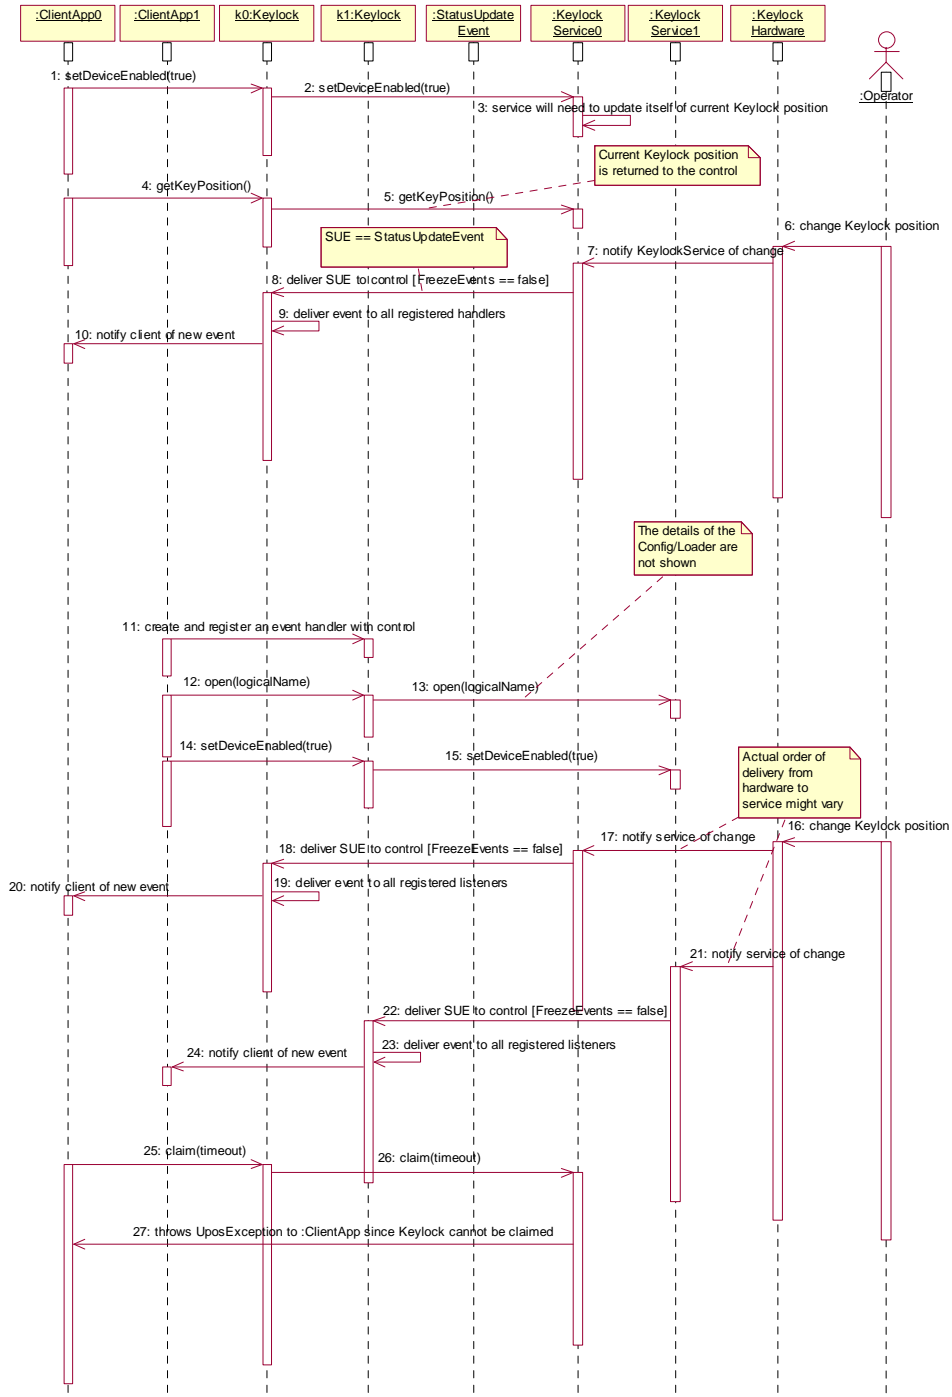 :ClientApp0
:ClientApp1
k0:Keylock
k1:Keylock
:StatusUpdate
Event
:Keylock
Service0
:Keylock
Service1
:Keylock
Hardware
:Operator
1: setDeviceEnabled(true)
2: setDeviceEnabled(true)
3: service will need to update itself of current Keylock position
Current Keylock position
is returned to the control
4: getKeyPosition()
5: getKeyPosition()
6: change Keylock position
SUE == StatusUpdateEvent
7: notify KeylockService of change
8: deliver SUE to control [FreezeEvents == false]
9: deliver event to all registered handlers
10: notify client of new event
The details of the
Config/Loader are
not shown
11: create and register an event handler with control
12: open(logicalName)
13: open(logicalName)
14: setDeviceEnabled(true)
15: setDeviceEnabled(true)
Actual order of
delivery from
hardware to
service might vary
16: change Keylock position
17: notify service of change
18: deliver SUE to control [FreezeEvents == false]
19: deliver event to all registered listeners
20: notify client of new event
21: notify service of change
22: deliver SUE to control [FreezeEvents == false]
23: deliver event to all registered listeners
24: notify client of new event
25: claim(timeout)
26: claim(timeout)
27: throws UposException to :ClientApp since Keylock cannot be claimed